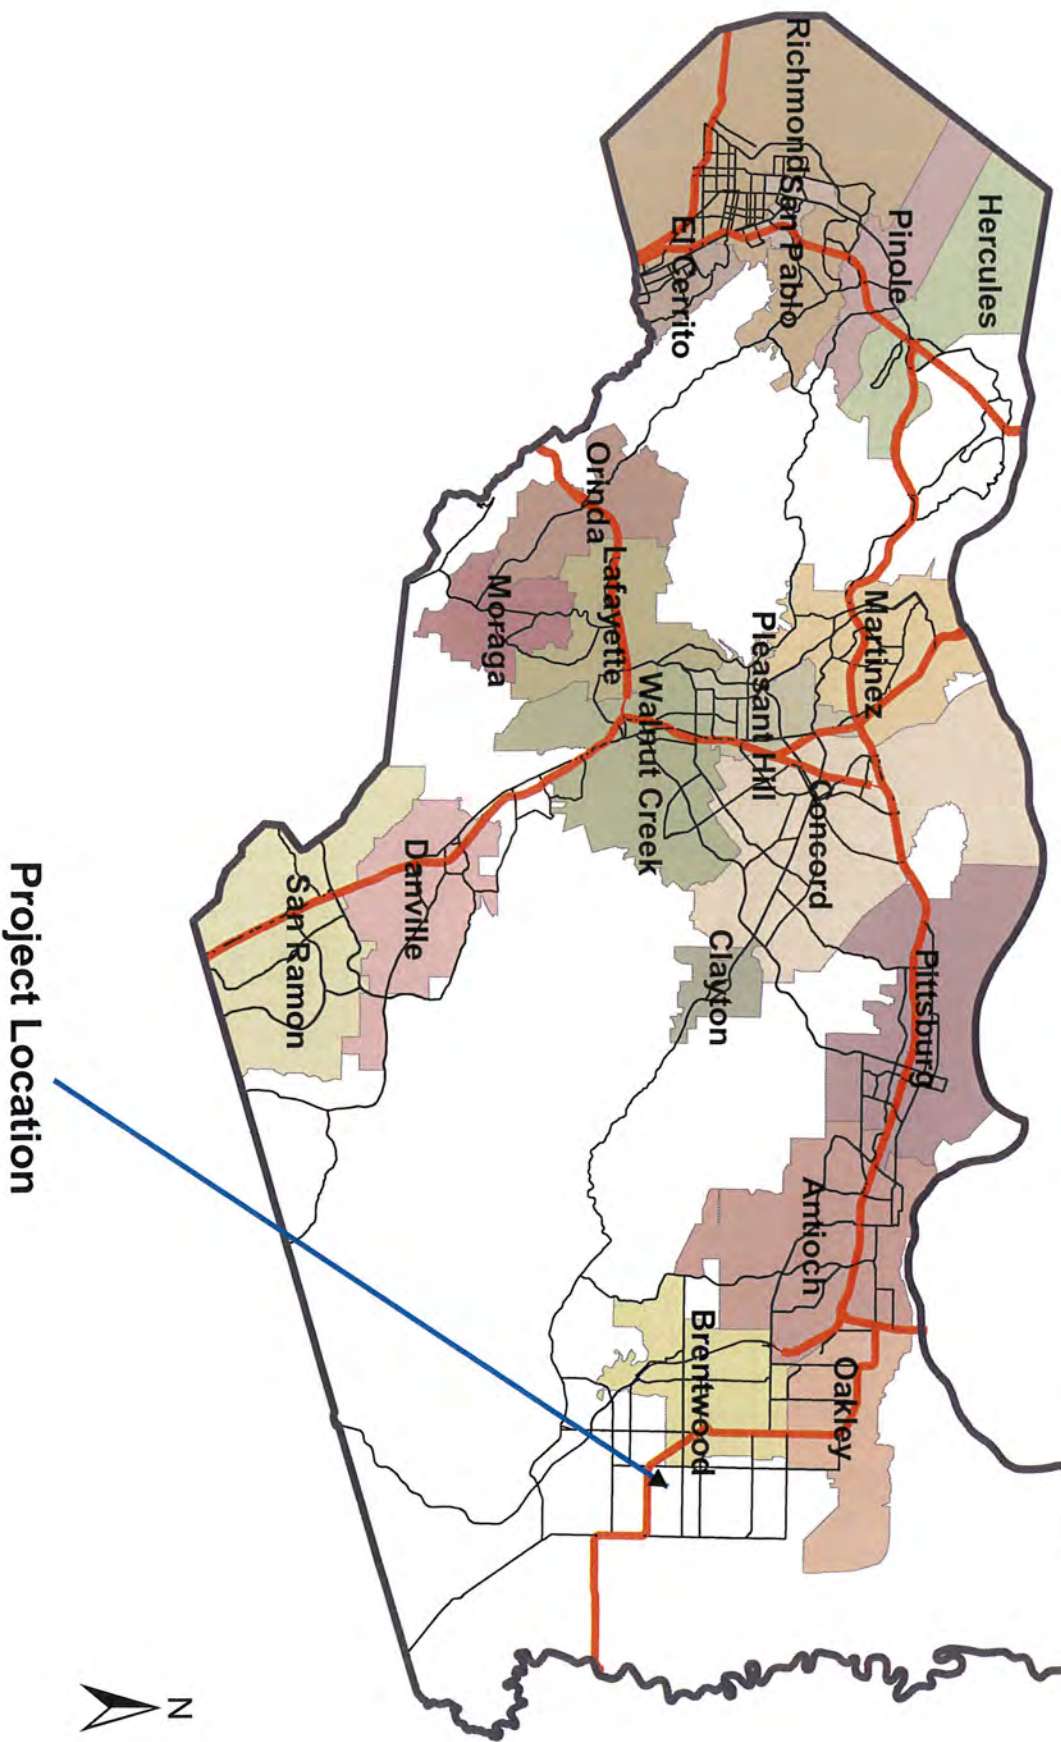 Hercules
Pinole
Richmond
San Pablo
El Cerrito
Martinez
Pleasant Hill
Concord
Pittsburg
Antioch
Oakley
Orinda
Lafayette
Moraga
Walnut Creek
Clayton
Brentwood
Danville
San Ramon
Project Location
N